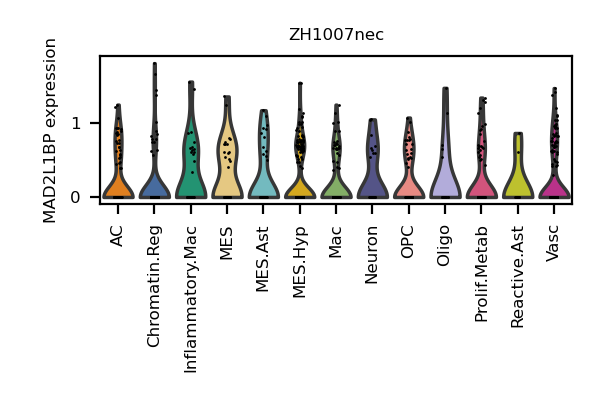 ZH1007nec
MAD2L1BP expression
1
0
AC
Chromatin.Reg
Inflammatory.Mac
MES
MES.Ast
MES.Hyp
Mac
Neuron
OPC
Oligo
Prolif.Metab
Reactive.Ast
Vasc